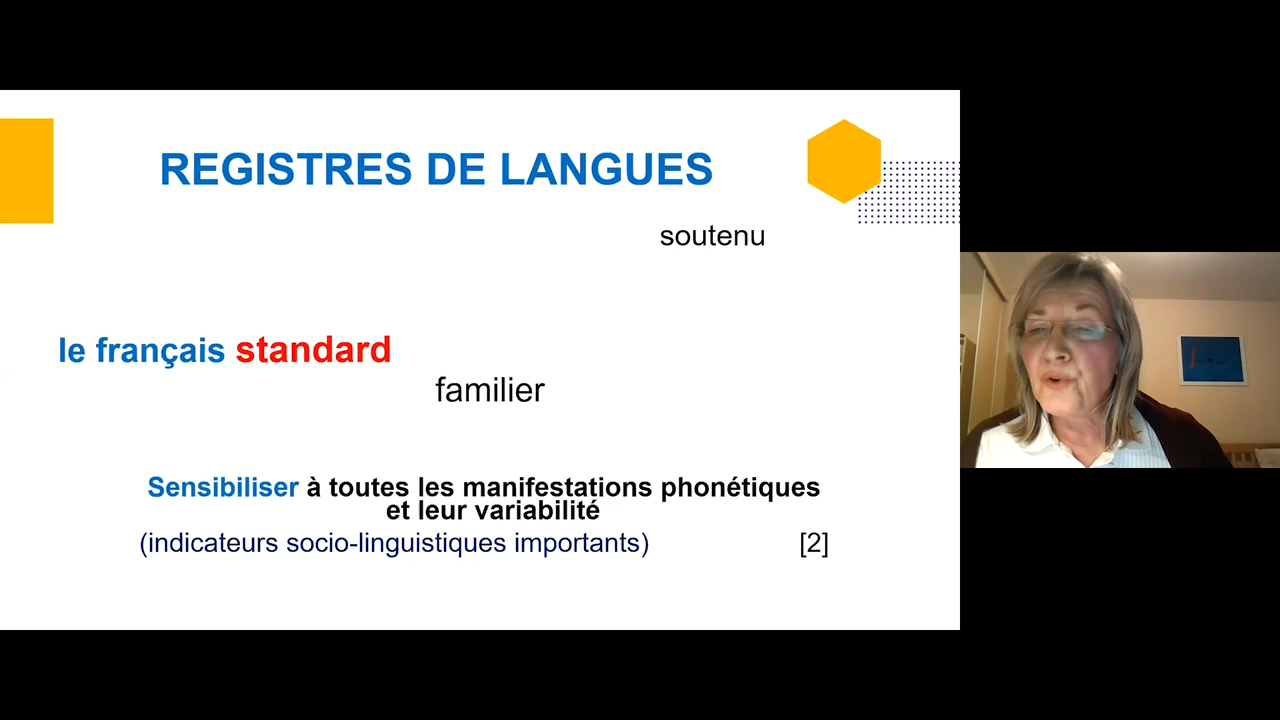 REGISTRES DE LANGUES
soutenu
le français standard
familier
Sensibiliser à toutes les manifestations phonétiques
et leur variabilité
(indicateurs socio-linguistiques importants) [2]